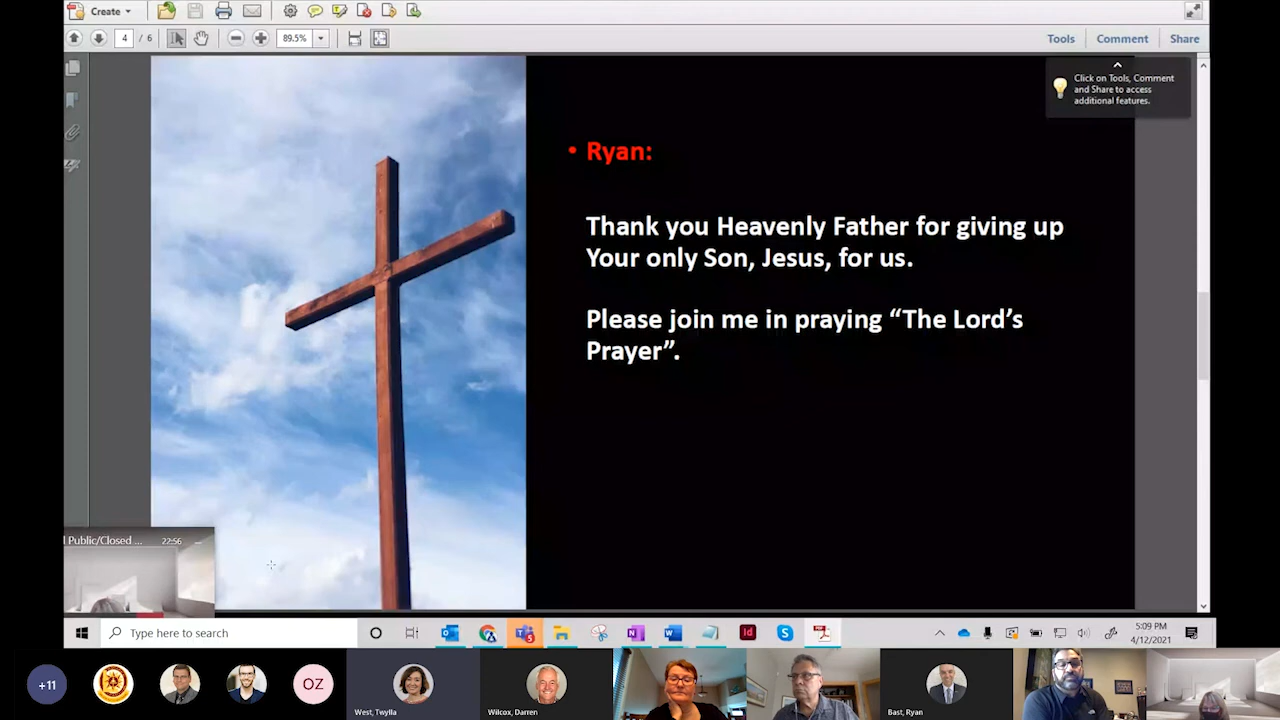 Create
4 / 6
89.5%
Tools
Comment
Share
Click on Tools, Comment
and Share to access
additional features.
• Ryan:
Thank you Heavenly Father for giving up
Your only Son, Jesus, for us.
Please join me in praying “The Lord’s
Prayer”.
l Public/Closed ...
22:56
Type here to search
5:09 PM
4/12/2021
+11
OZ
West, Twylla
Wilcox, Darren
Bast, Ryan